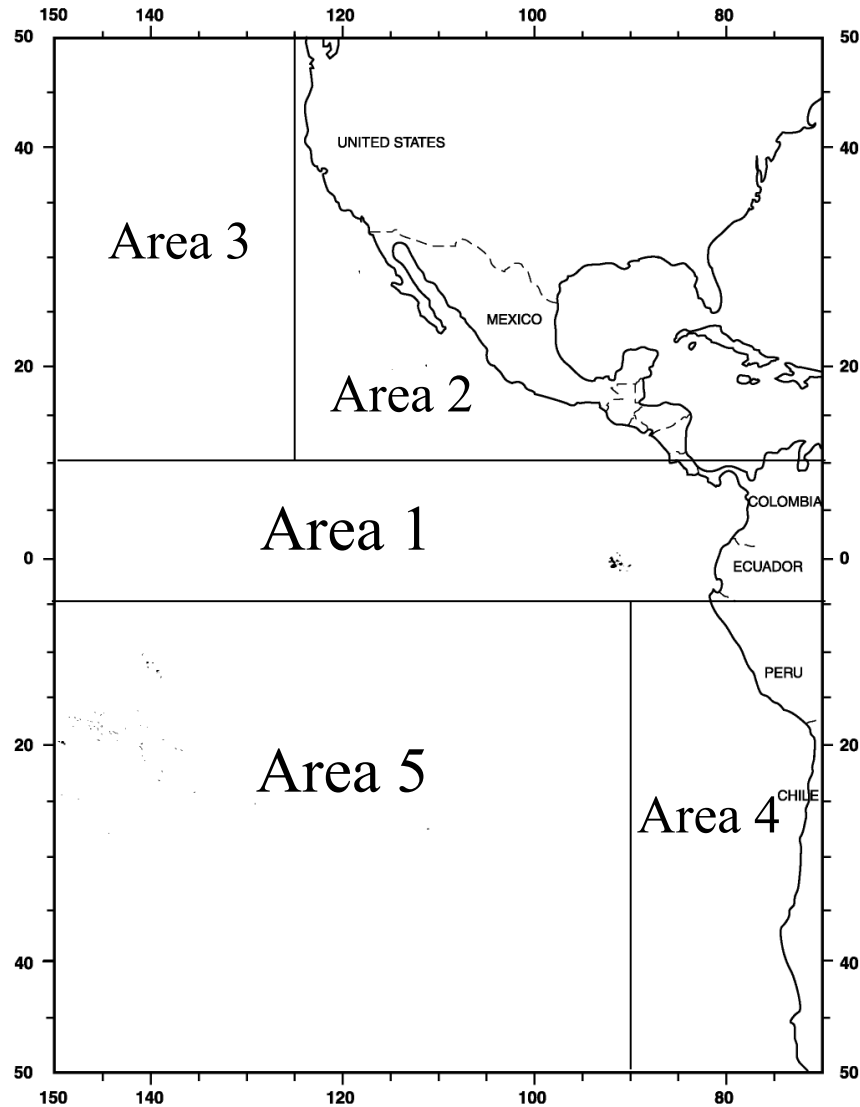 150 140 120 100 80
50 50
40 UNITED STATES 40
Area 3
MEXICO
20 20
Area 2
COLOMBIA
Area 1
0 ECUADOR 0
PERU
20 20
Area 5
CHILE
Area 4
40 40
50 50
150 140 120 100 80